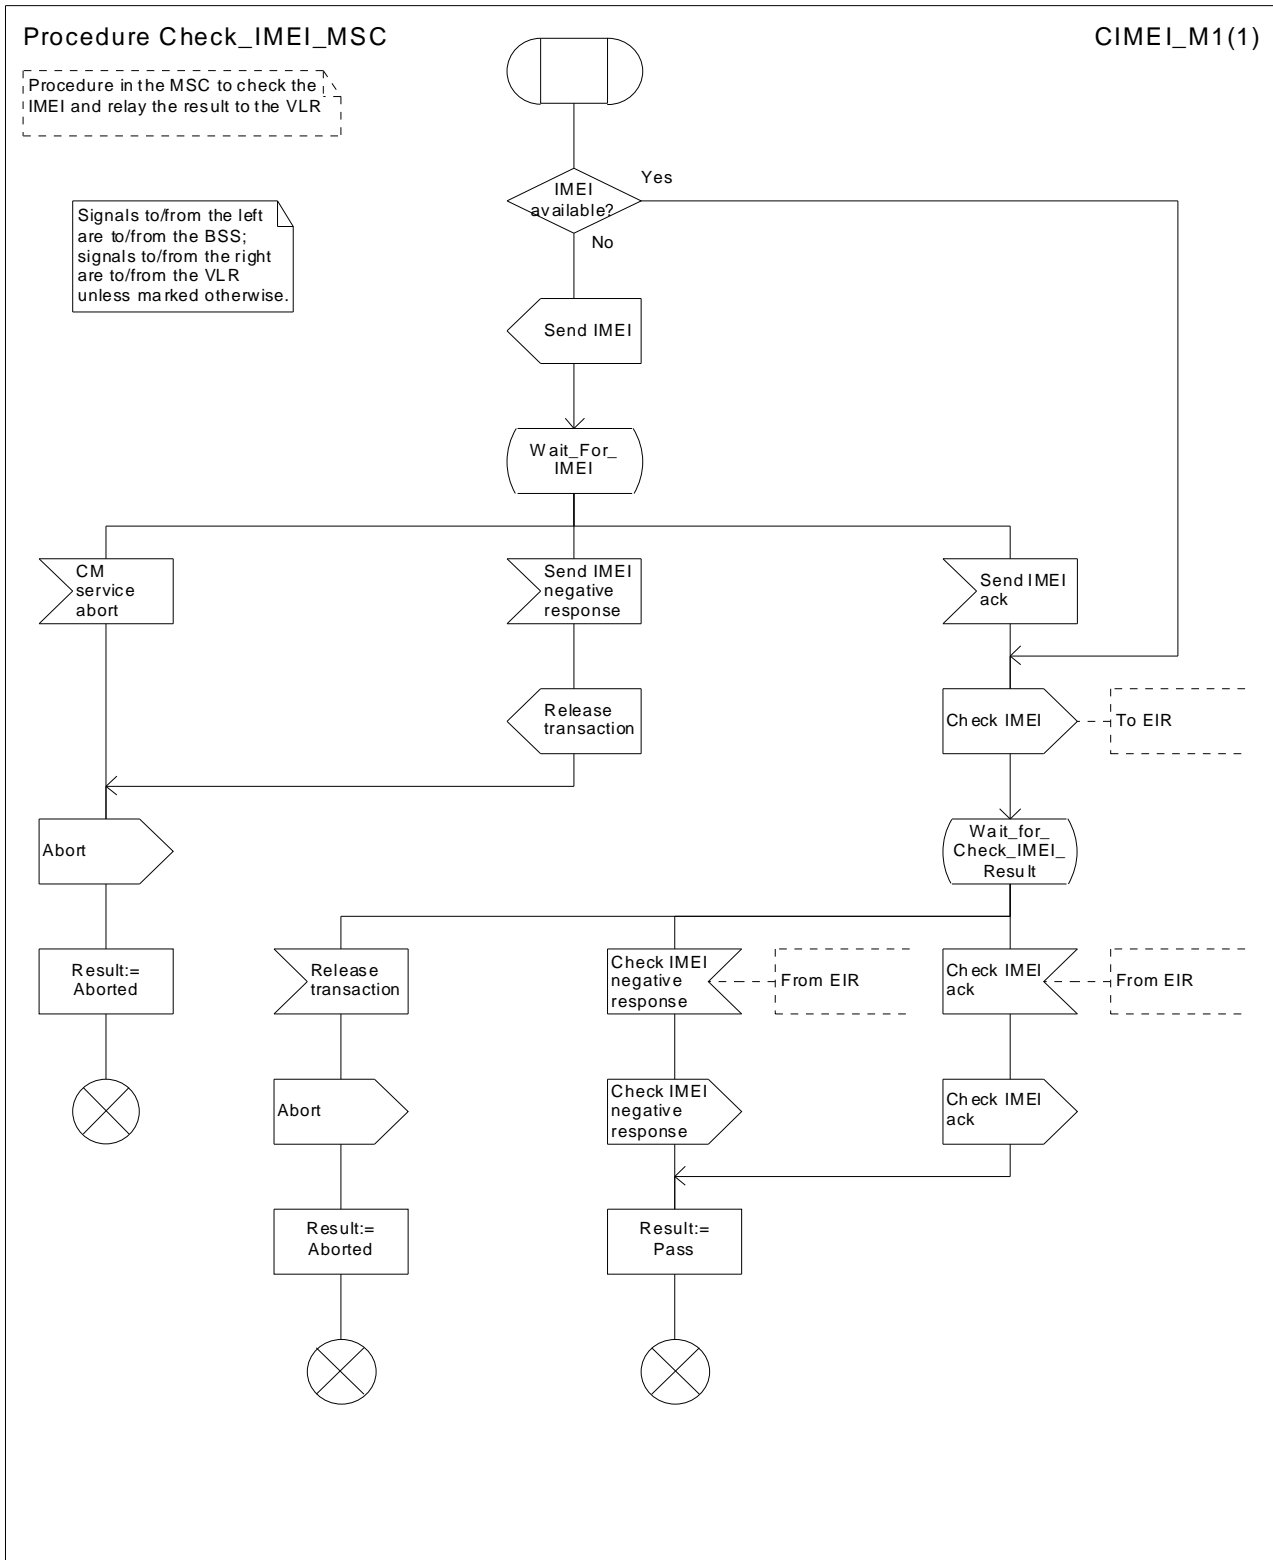 Procedure Check_IMEI_MSC
CIMEI_M1(1)
Procedure in the MSC to check the
IMEI and relay the result to the VLR
Signals to/from the left
are to/from the BSS;
signals to/from the right
are to/from the VLR
unless marked otherwise.
IMEI
available?
Yes
No
Send IMEI
Wait_For_
IMEI
CM
service
abort
Send IMEI
negative
response
Send IMEI
ack
Release
transaction
Check IMEI
To EIR
Abort
Wait_for_
Check_IMEI_
Result
Result:=
Aborted
Release
transaction
Check IMEI
negative
response
From EIR
Check IMEI
ack
From EIR
Abort
Check IMEI
negative
response
Check IMEI
ack
Result:=
Aborted
Result:=
Pass